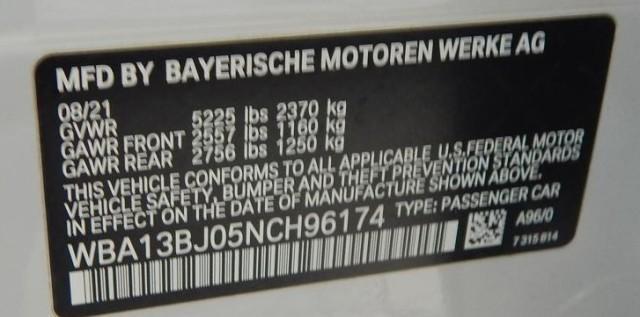 MFD BY BAYERISCHE MOTOREN WERKE AG
08/21
GVWR 5225 lbs 2370 kg
GAWR FRONT 2557 lbs 1160 kg
GAWR REAR 2756 lbs 1250 kg
THIS VEHICLE CONFORMS TO ALL APPLICABLE U.S.FEDERAL MOTOR
VEHICLE SAFETY, BUMPER AND THEFT PREVENTION STANDARDS
IN EFFECT ON THE DATE OF MANUFACTURE SHOWN ABOVE.
WBA13BJ05NCH96174 TYPE: PASSENGER CAR
A96/0
7 315 814